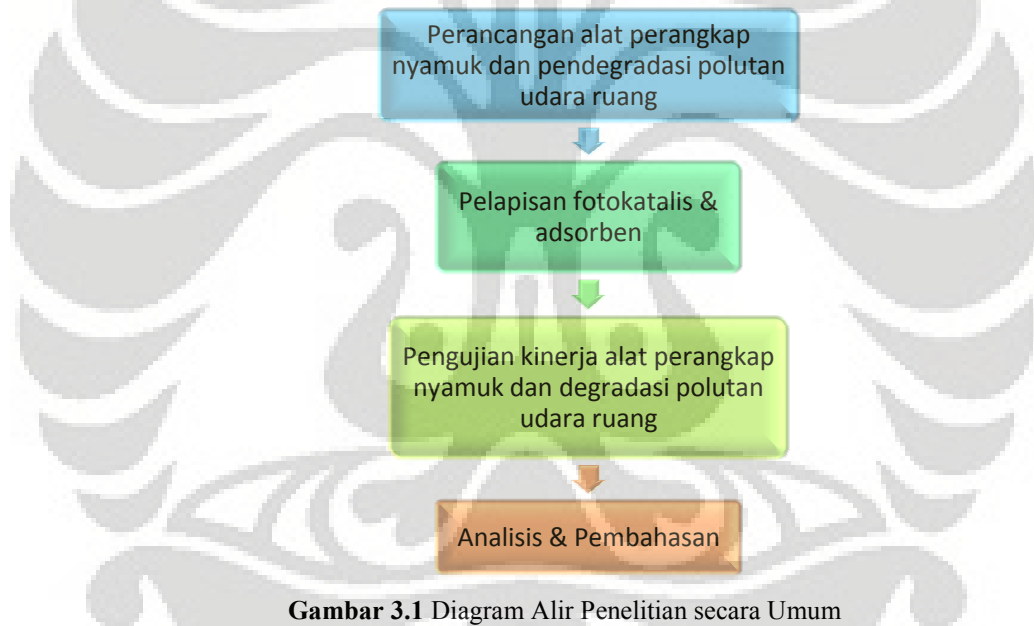 Perancangan alat perangkap
nyamuk dan pendegradasi polutan
udara ruang
Pelapisan fotokatalis &
adsorben
Pengujian kinerja alat perangkap
nyamuk dan degradasi polutan
udara ruang
Analisis & Pembahasan
Gambar 3.1 Diagram Alir Penelitian secara Umum